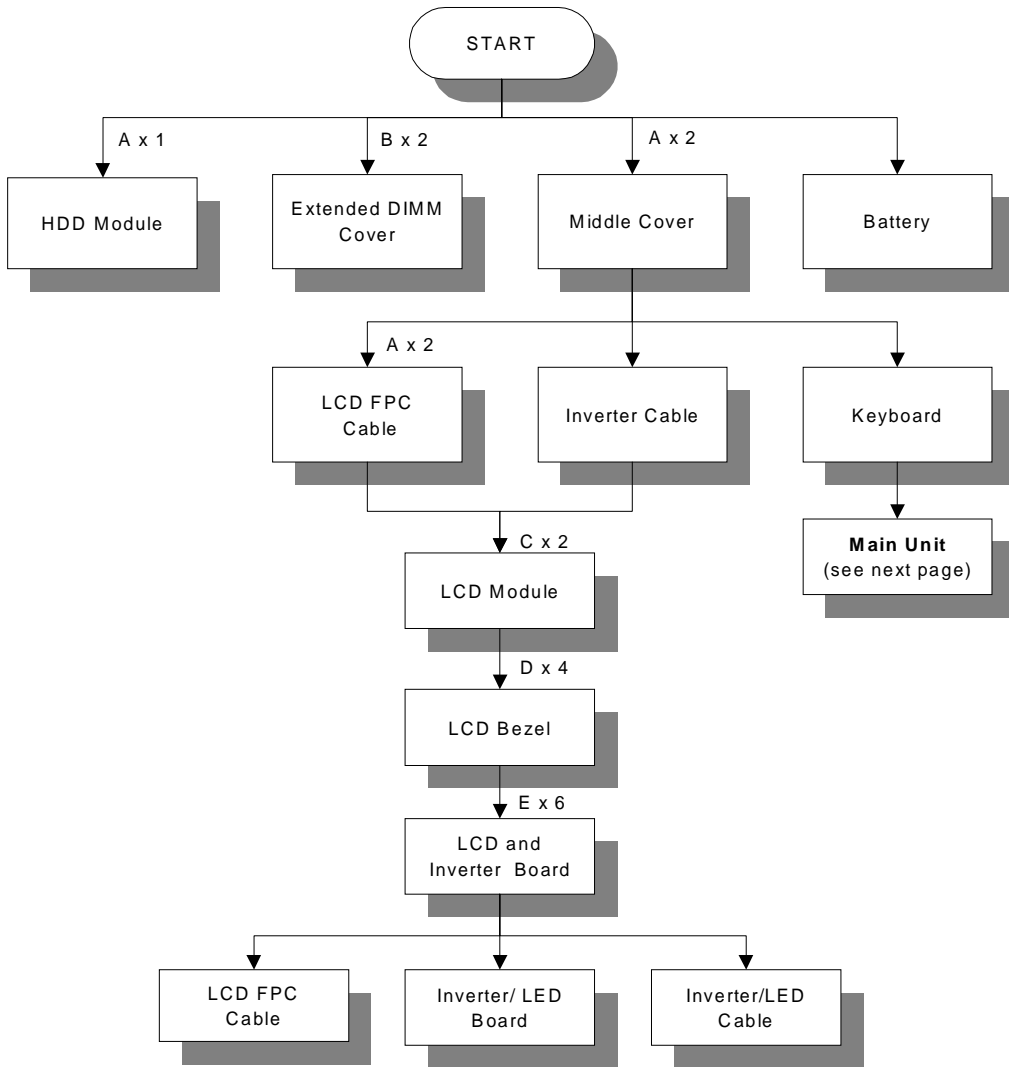 START
A x 1
B x 2
A x 2
HDD Module
Extended DIMM
Cover
Middle Cover
Battery
A x 2
LCD FPC
Cable
Inverter Cable
Keyboard
C x 2
Main Unit
(see next page)
LCD Module
D x 4
LCD Bezel
E x 6
LCD and
Inverter Board
LCD FPC
Cable
Inverter/ LED
Board
Inverter/LED
Cable